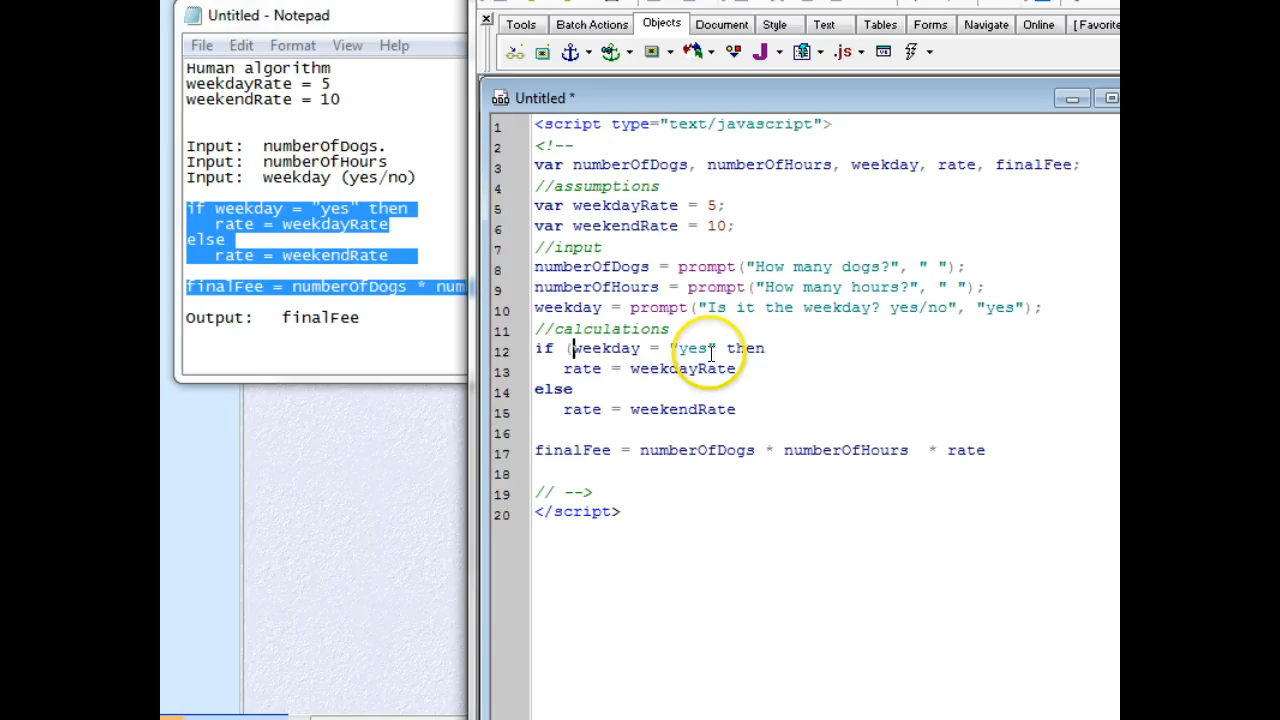 Untitled - Notepad
File Edit Format View Help
Human algorithm
weekdayRate = 5
weekendRate = 10
Input: numberOfDogs.
Input: numberOfHours
Input: weekday (yes/no)
if weekday = "yes" then
rate = weekdayRate
else
rate = weekendRate
finalFee = numberOfDogs * num
Output: finalFee
Tools Batch Actions Objects Document Style Text Tables Forms Navigate Online [ Favorite
.js
Untitled *
1 <script type="text/javascript">
2 <!--
3 var numberOfDogs, numberOfHours, weekday, rate, finalFee;
4 //assumptions
5 var weekdayRate = 5;
6 var weekendRate = 10;
7 //input
8 numberOfDogs = prompt("How many dogs?", " ");
9 numberOfHours = prompt("How many hours?", " ");
10 weekday = prompt("Is it the weekday? yes/no", "yes");
11 //calculations
12 if (weekday = "yes" then
13 rate = weekdayRate
14 else
15 rate = weekendRate
16
17 finalFee = numberOfDogs * numberOfHours * rate
18
19 // -->
20 </script>